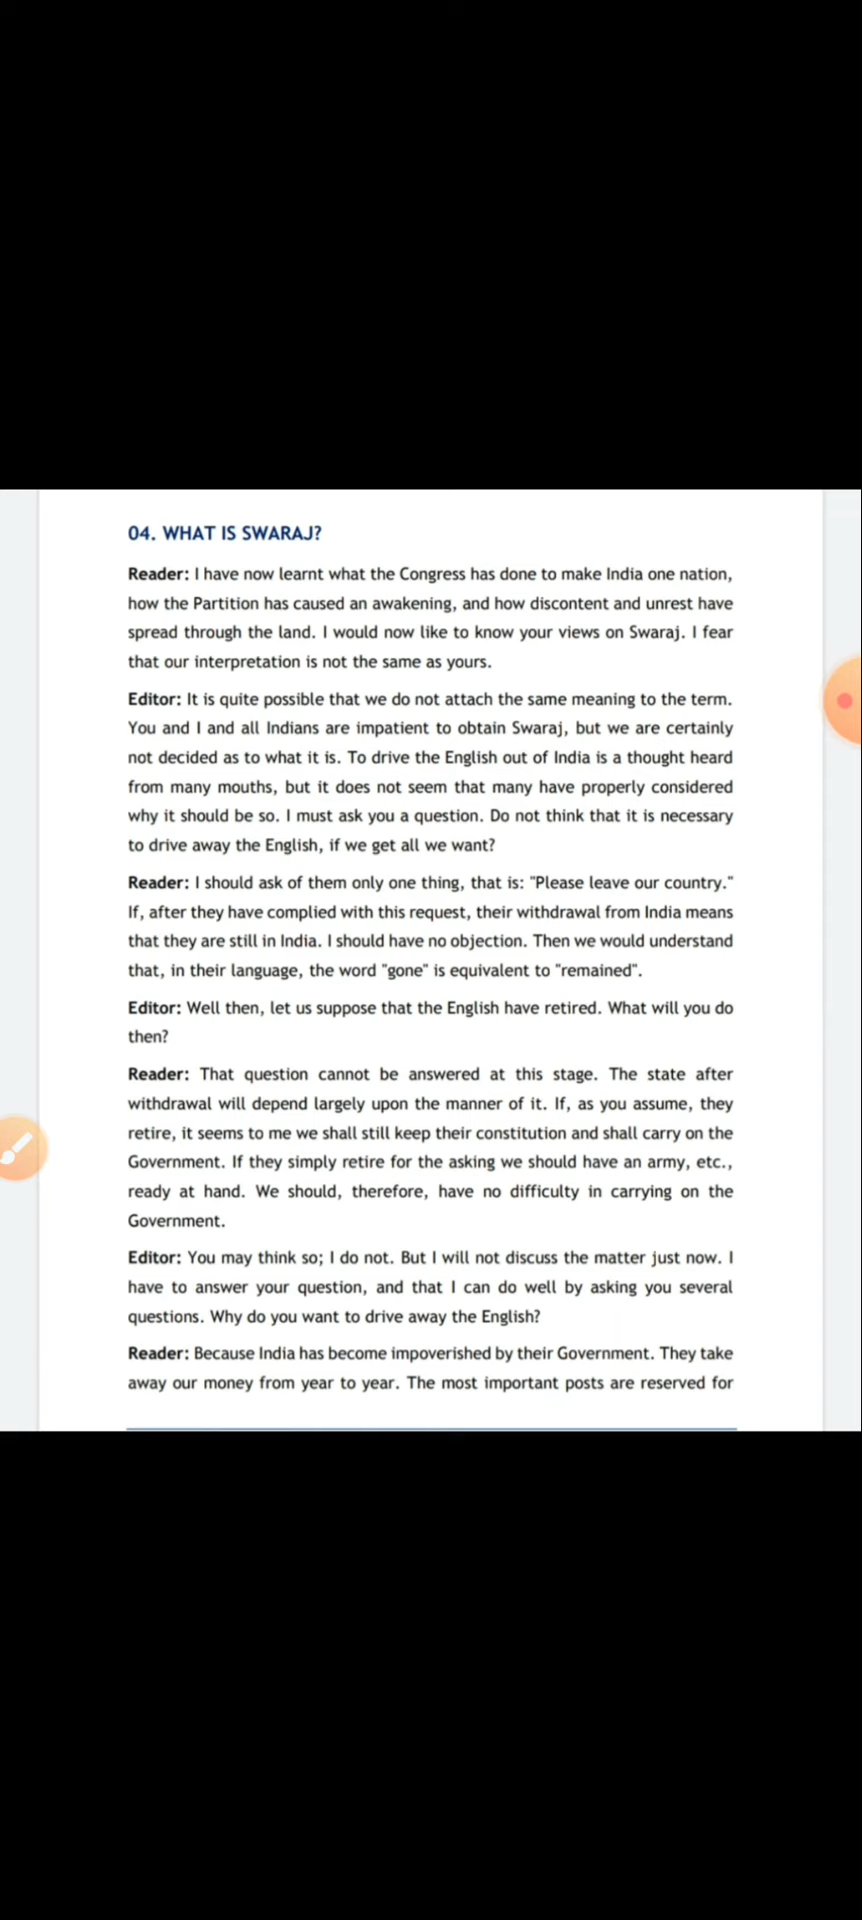 04. WHAT IS SWARAJ?
Reader: I have now learnt what the Congress has done to make India one nation,
how the Partition has caused an awakening, and how discontent and unrest have
spread through the land. I would now like to know your views on Swaraj. I fear
that our interpretation is not the same as yours.
Editor: It is quite possible that we do not attach the same meaning to the term.
You and I and all Indians are impatient to obtain Swaraj, but we are certainly
not decided as to what it is. To drive the English out of India is a thought heard
from many mouths, but it does not seem that many have properly considered
why it should be so. I must ask you a question. Do not think that it is necessary
to drive away the English, if we get all we want?
Reader: I should ask of them only one thing, that is: "Please leave our country."
If, after they have complied with this request, their withdrawal from India means
that they are still in India. I should have no objection. Then we would understand
that, in their language, the word "gone" is equivalent to "remained".
Editor: Well then, let us suppose that the English have retired. What will you do
then?
Reader: That question cannot be answered at this stage. The state after
withdrawal will depend largely upon the manner of it. If, as you assume, they
retire, it seems to me we shall still keep their constitution and shall carry on the
Government. If they simply retire for the asking we should have an army, etc.,
ready at hand. We should, therefore, have no difficulty in carrying on the
Government.
Editor: You may think so; I do not. But I will not discuss the matter just now. I
have to answer your question, and that I can do well by asking you several
questions. Why do you want to drive away the English?
Reader: Because India has become impoverished by their Government. They take
away our money from year to year. The most important posts are reserved for